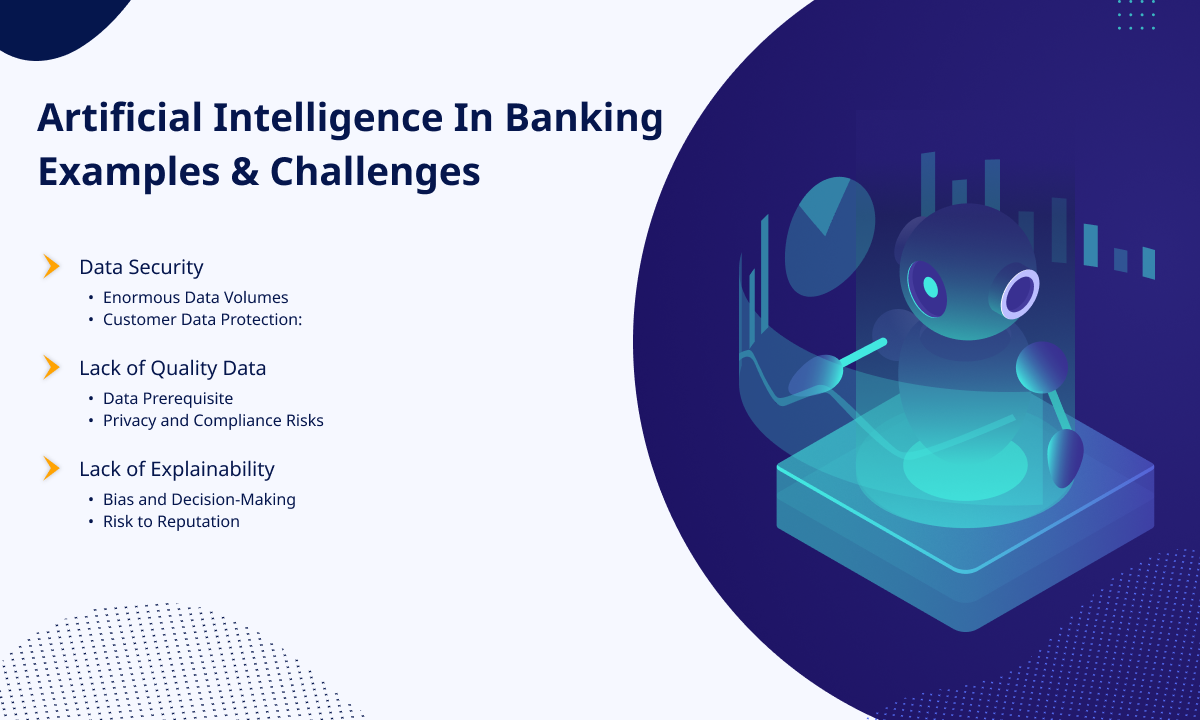 Artificial Intelligence In Banking
Examples & Challenges
Data Security
• Enormous Data Volumes
• Customer Data Protection:
Lack of Quality Data
• Data Prerequisite
• Privacy and Compliance Risks
Lack of Explainability
• Bias and Decision-Making
• Risk to Reputation